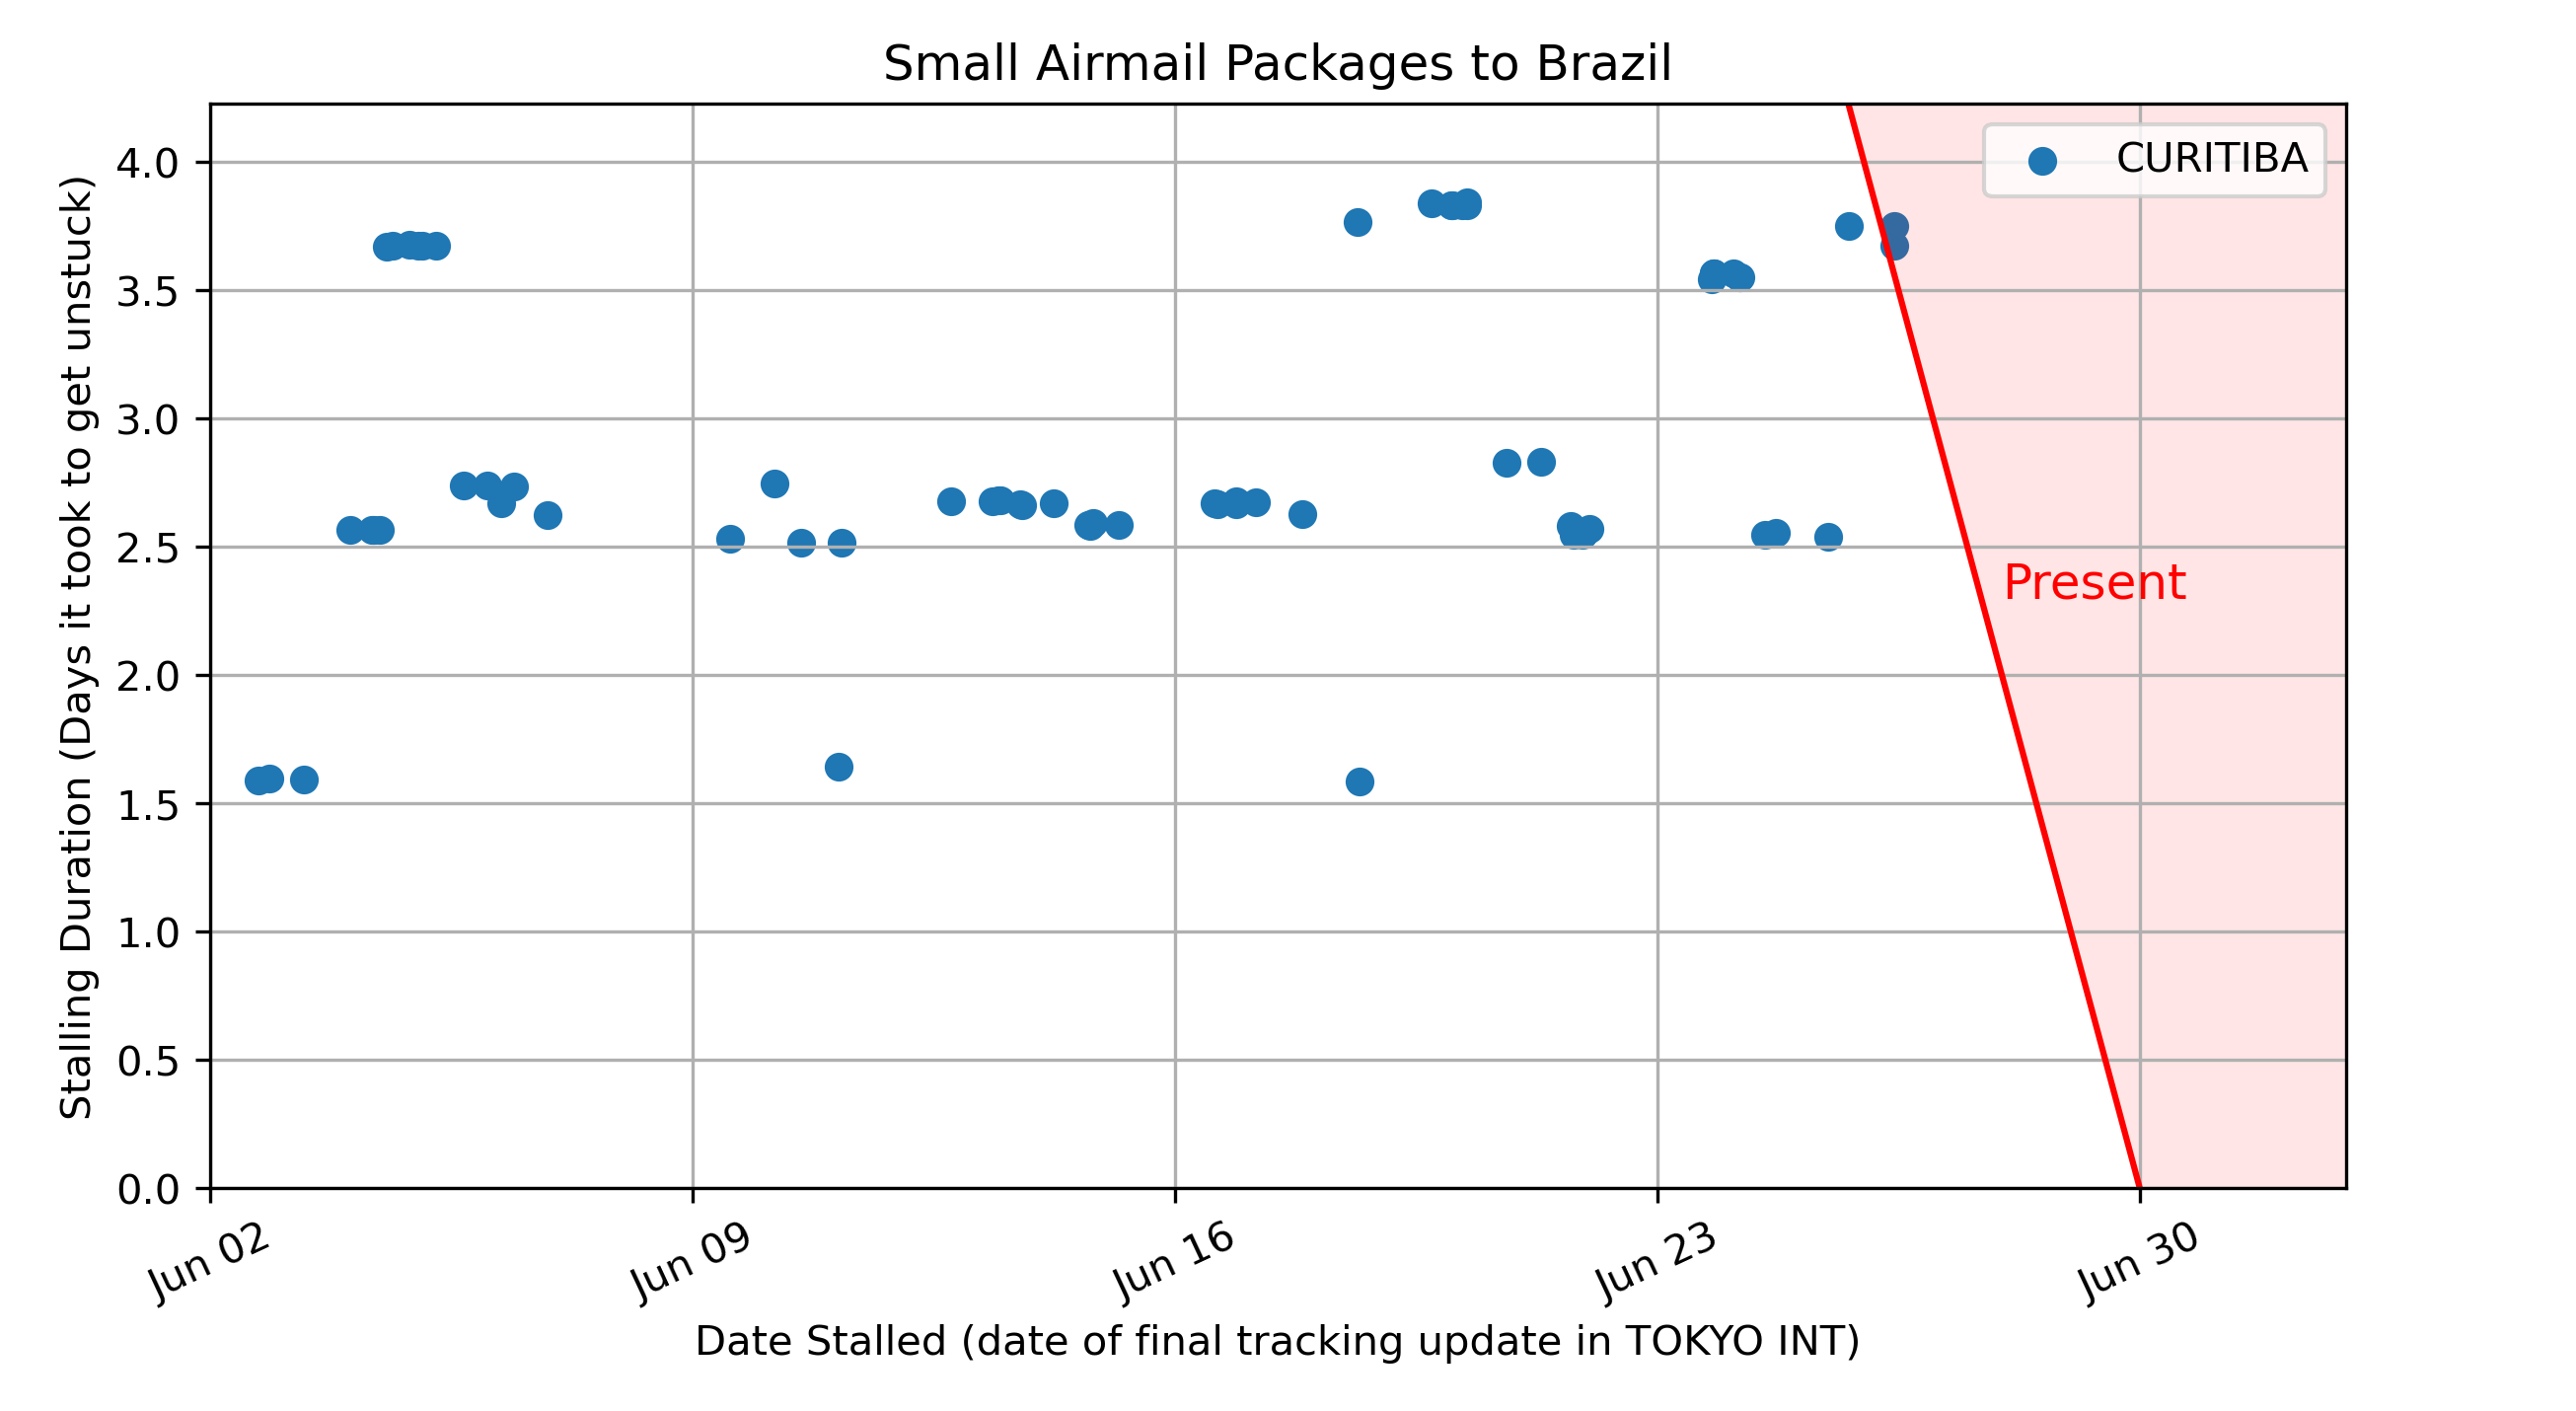 Small Airmail Packages to Brazil
CURITIBA
Present
Stalling Duration (Days it took to get unstuck)
4.0
3.5
3.0
2.5
2.0
1.5
1.0
0.5
0.0
Jun 02
Jun 09
Jun 16
Jun 23
Jun 30
Date Stalled (date of final tracking update in TOKYO INT)